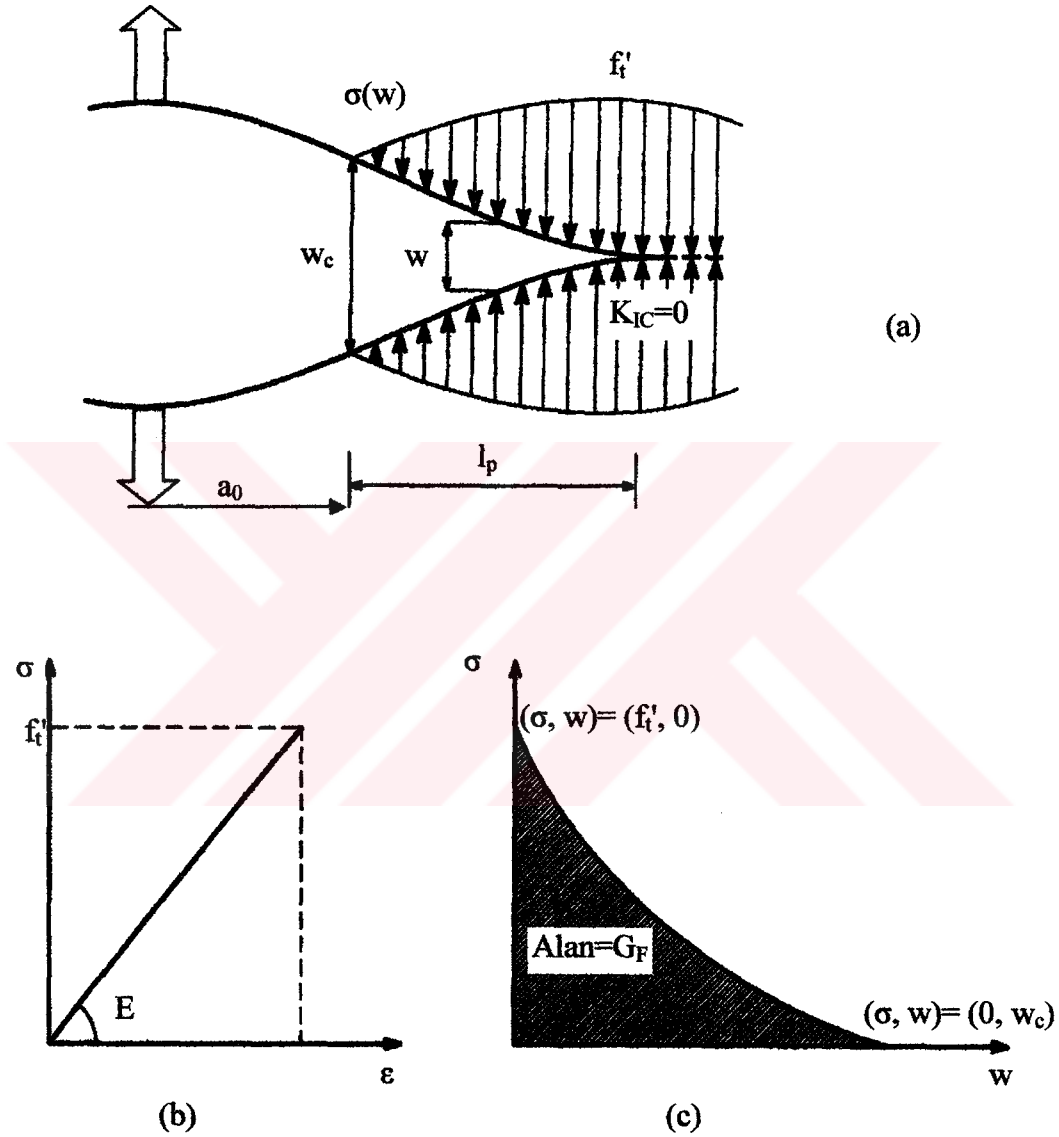 σ(w)
f_t'
w_c
w
K_IC=0
(a)
l_p
a_0
σ
f_t'
E
ε
(b)
σ
(σ, w)= (f_t', 0)
Alan=G_F
(σ, w)= (0, w_c)
w
(c)